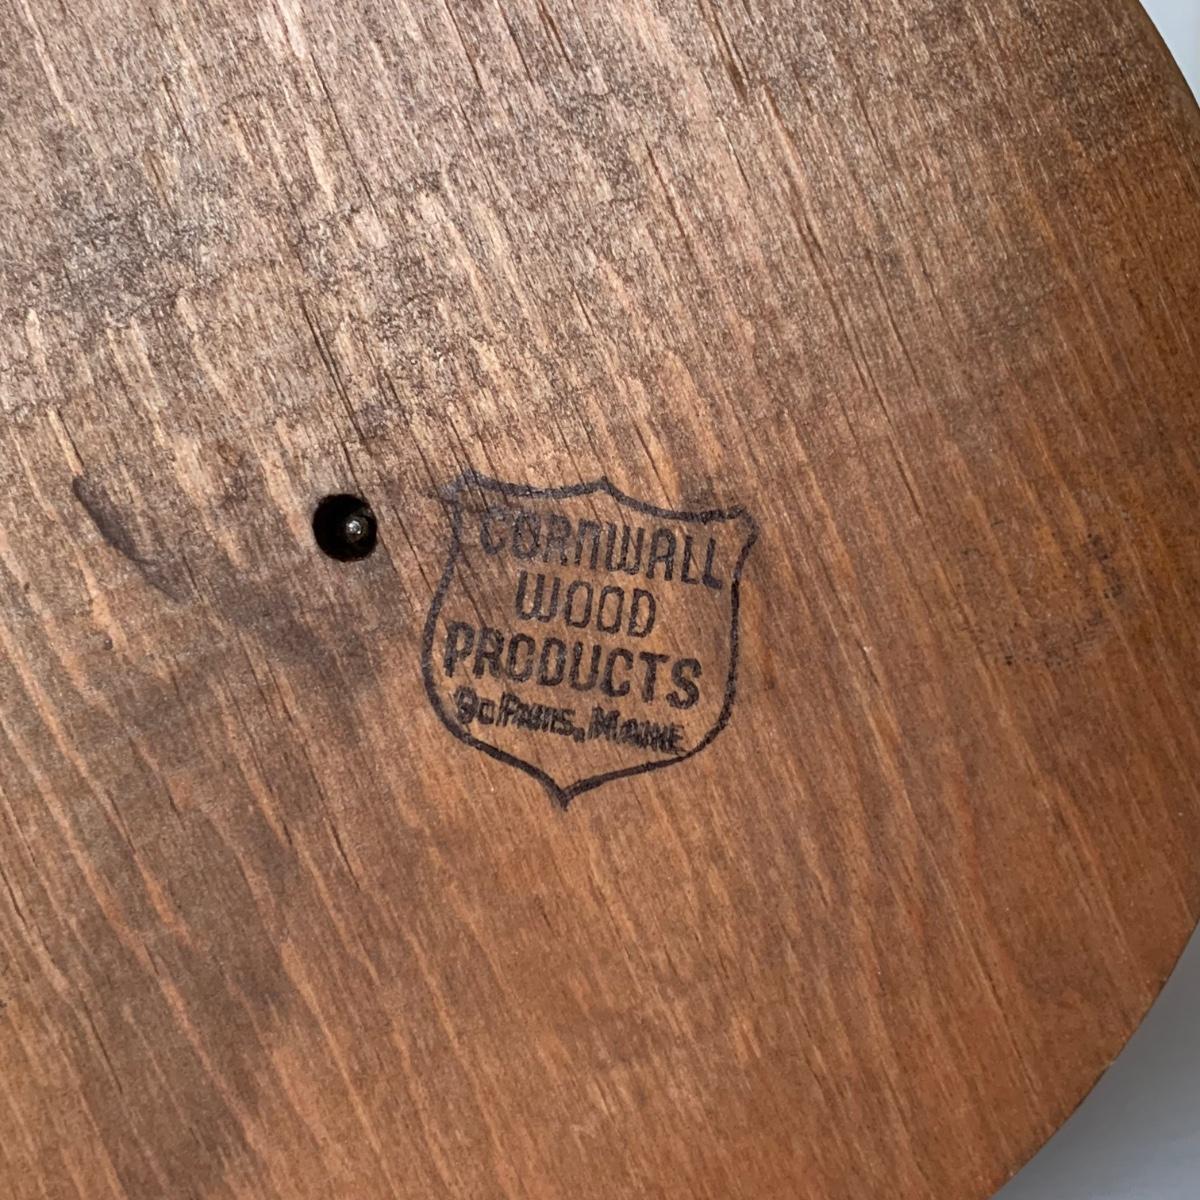 CORNWALL
WOOD
PRODUCTS
So. PARIS, MAINE